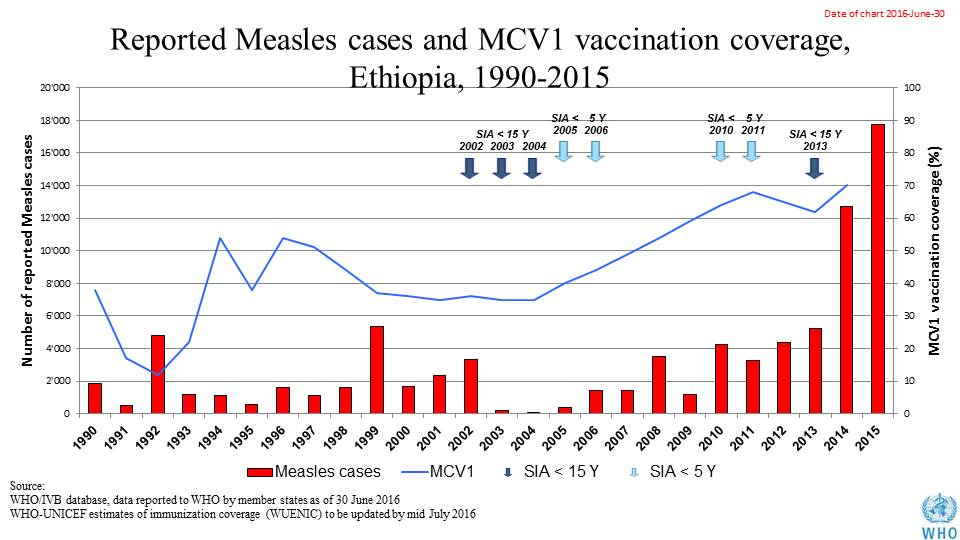 Date of chart 2016-June-30
Reported Measles cases and MCV1 vaccination coverage,
Ethiopia, 1990-2015
Number of reported Measles cases
20'000
18'000
16'000
14'000
12'000
10'000
8'000
6'000
4'000
2'000
0
SIA < 15 Y
2002 2003 2004
SIA < 5 Y
2005 2006
SIA < 5 Y
2010 2011
SIA < 15 Y
2013
100
90
80
70
60
50
40
30
20
10
0
MCV1 vaccination coverage (%)
1990 1991 1992 1993 1994 1995 1996 1997 1998 1999 2000 2001 2002 2003 2004 2005 2006 2007 2008 2009 2010 2011 2012 2013 2014 2015
Measles cases MCV1 SIA < 15 Y SIA < 5 Y
Source:
WHO/IVB database, data reported to WHO by member states as of 30 June 2016
WHO-UNICEF estimates of immunization coverage (WUENIC) to be updated by mid July 2016
WHO